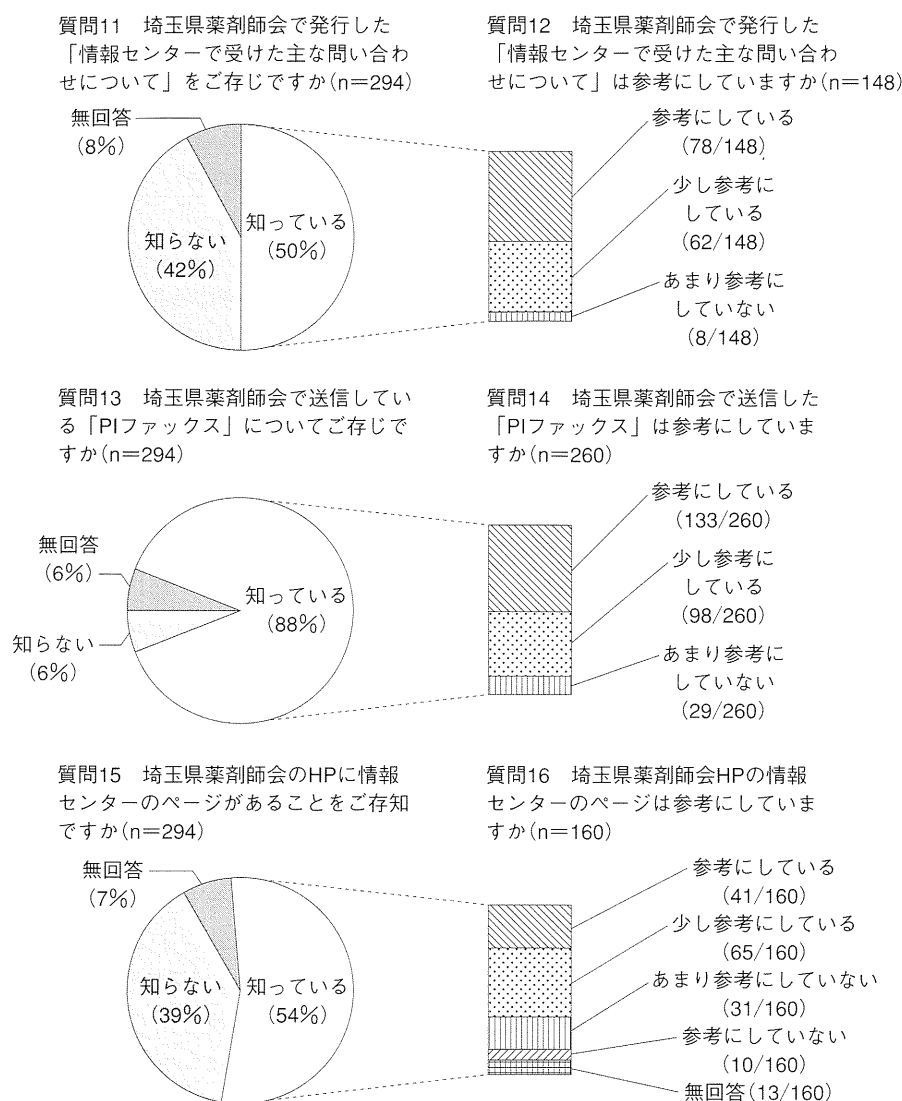 質問11　埼玉県薬剤師会で発行した
「情報センターで受けた主な問い合わ
せについて」をご存じですか(n=294)
無回答
(8%)
知らない
(42%)
知っている
(50%)
質問12　埼玉県薬剤師会で発行した
「情報センターで受けた主な問い合わ
せについて」は参考にしていますか(n=148)
参考にしている
(78/148)
少し参考に
している
(62/148)
あまり参考に
していない
(8/148)
質問13　埼玉県薬剤師会で送信してい
る「PIファックス」についてご存じで
すか(n=294)
無回答
(6%)
知らない
(6%)
知っている
(88%)
質問14　埼玉県薬剤師会で送信した
「PIファックス」は参考にしていま
すか(n=260)
参考にしている
(133/260)
少し参考に
している
(98/260)
あまり参考に
していない
(29/260)
質問15　埼玉県薬剤師会のHPに情報
センターのページがあることをご存知
ですか(n=294)
無回答
(7%)
知らない
(39%)
知っている
(54%)
質問16　埼玉県薬剤師会HPの情報
センターのページは参考にしていま
すか(n=160)
参考にしている
(41/160)
少し参考にしている
(65/160)
あまり参考にしていない
(31/160)
参考にしていない
(10/160)
無回答(13/160)